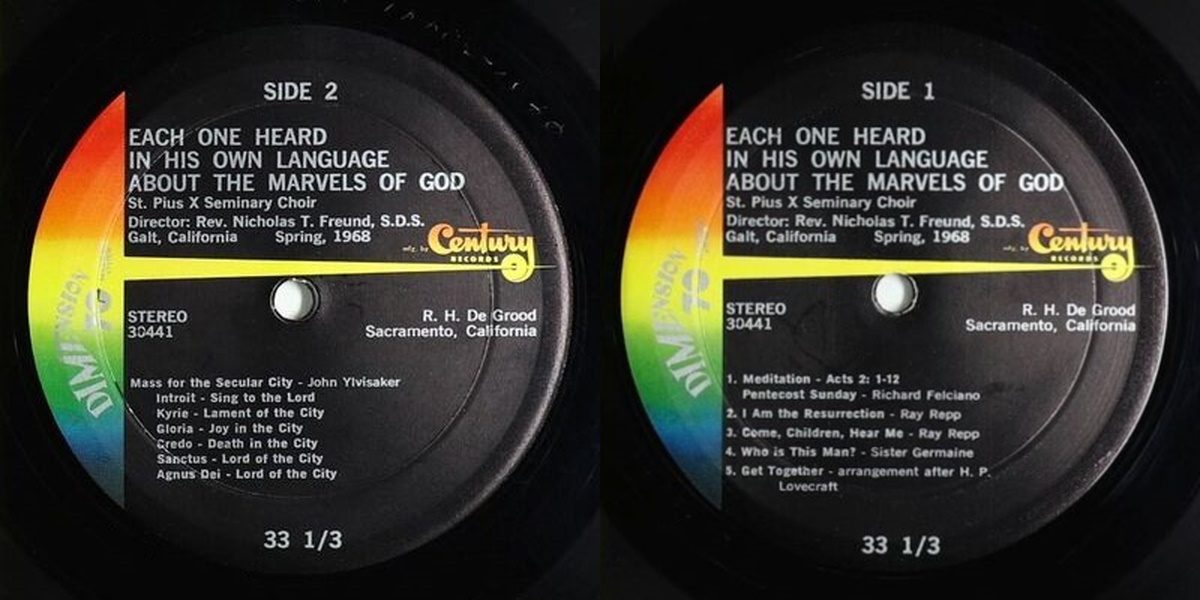 SIDE 2
EACH ONE HEARD
IN HIS OWN LANGUAGE
ABOUT THE MARVELS OF GOD
St. Pius X Seminary Choir
Director: Rev. Nicholas T. Freund, S.D.S.
Galt, California Spring, 1968
mfg. by Century
RECORDS
DIMENSION
70
STEREO
30441
R. H. De Grood
Sacramento, California
Mass for the Secular City - John Ylvisaker
Introit - Sing to the Lord
Kyrie - Lament of the City
Gloria - Joy in the City
Credo - Death in the City
Sanctus - Lord of the City
Agnus Dei - Lord of the City
33 1/3
SIDE 1
EACH ONE HEARD
IN HIS OWN LANGUAGE
ABOUT THE MARVELS OF GOD
St. Pius X Seminary Choir
Director: Rev. Nicholas T. Freund, S.D.S.
Galt, California Spring, 1968
mfg. by Century
RECORDS
DIMENSION
70
STEREO
30441
R. H. De Grood
Sacramento, California
1. Meditation - Acts 2: 1-12
Pentecost Sunday - Richard Felciano
2. I Am the Resurrection - Ray Repp
3. Come, Children, Hear Me - Ray Repp
4. Who is This Man? - Sister Germaine
5. Get Together - arrangement after H. P.
Lovecraft
33 1/3